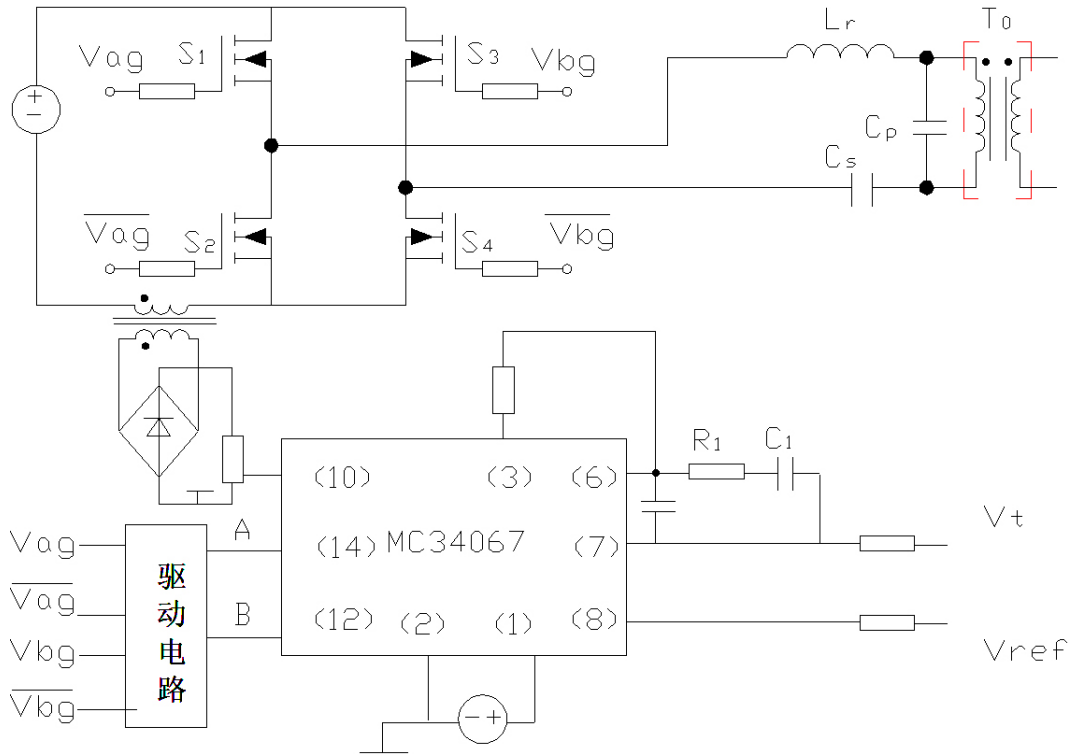 Lr
T0
Vag
S1
S3
Vbg
Cp
Cs
Vag
S2
S4
Vbg
R1
C1
(10)
(3)
(6)
Vt
A
(14)
MC34067
(7)
Vag
驱动电路
Vag
B
(12)
(2)
(1)
(8)
Vbg
Vref
Vbg